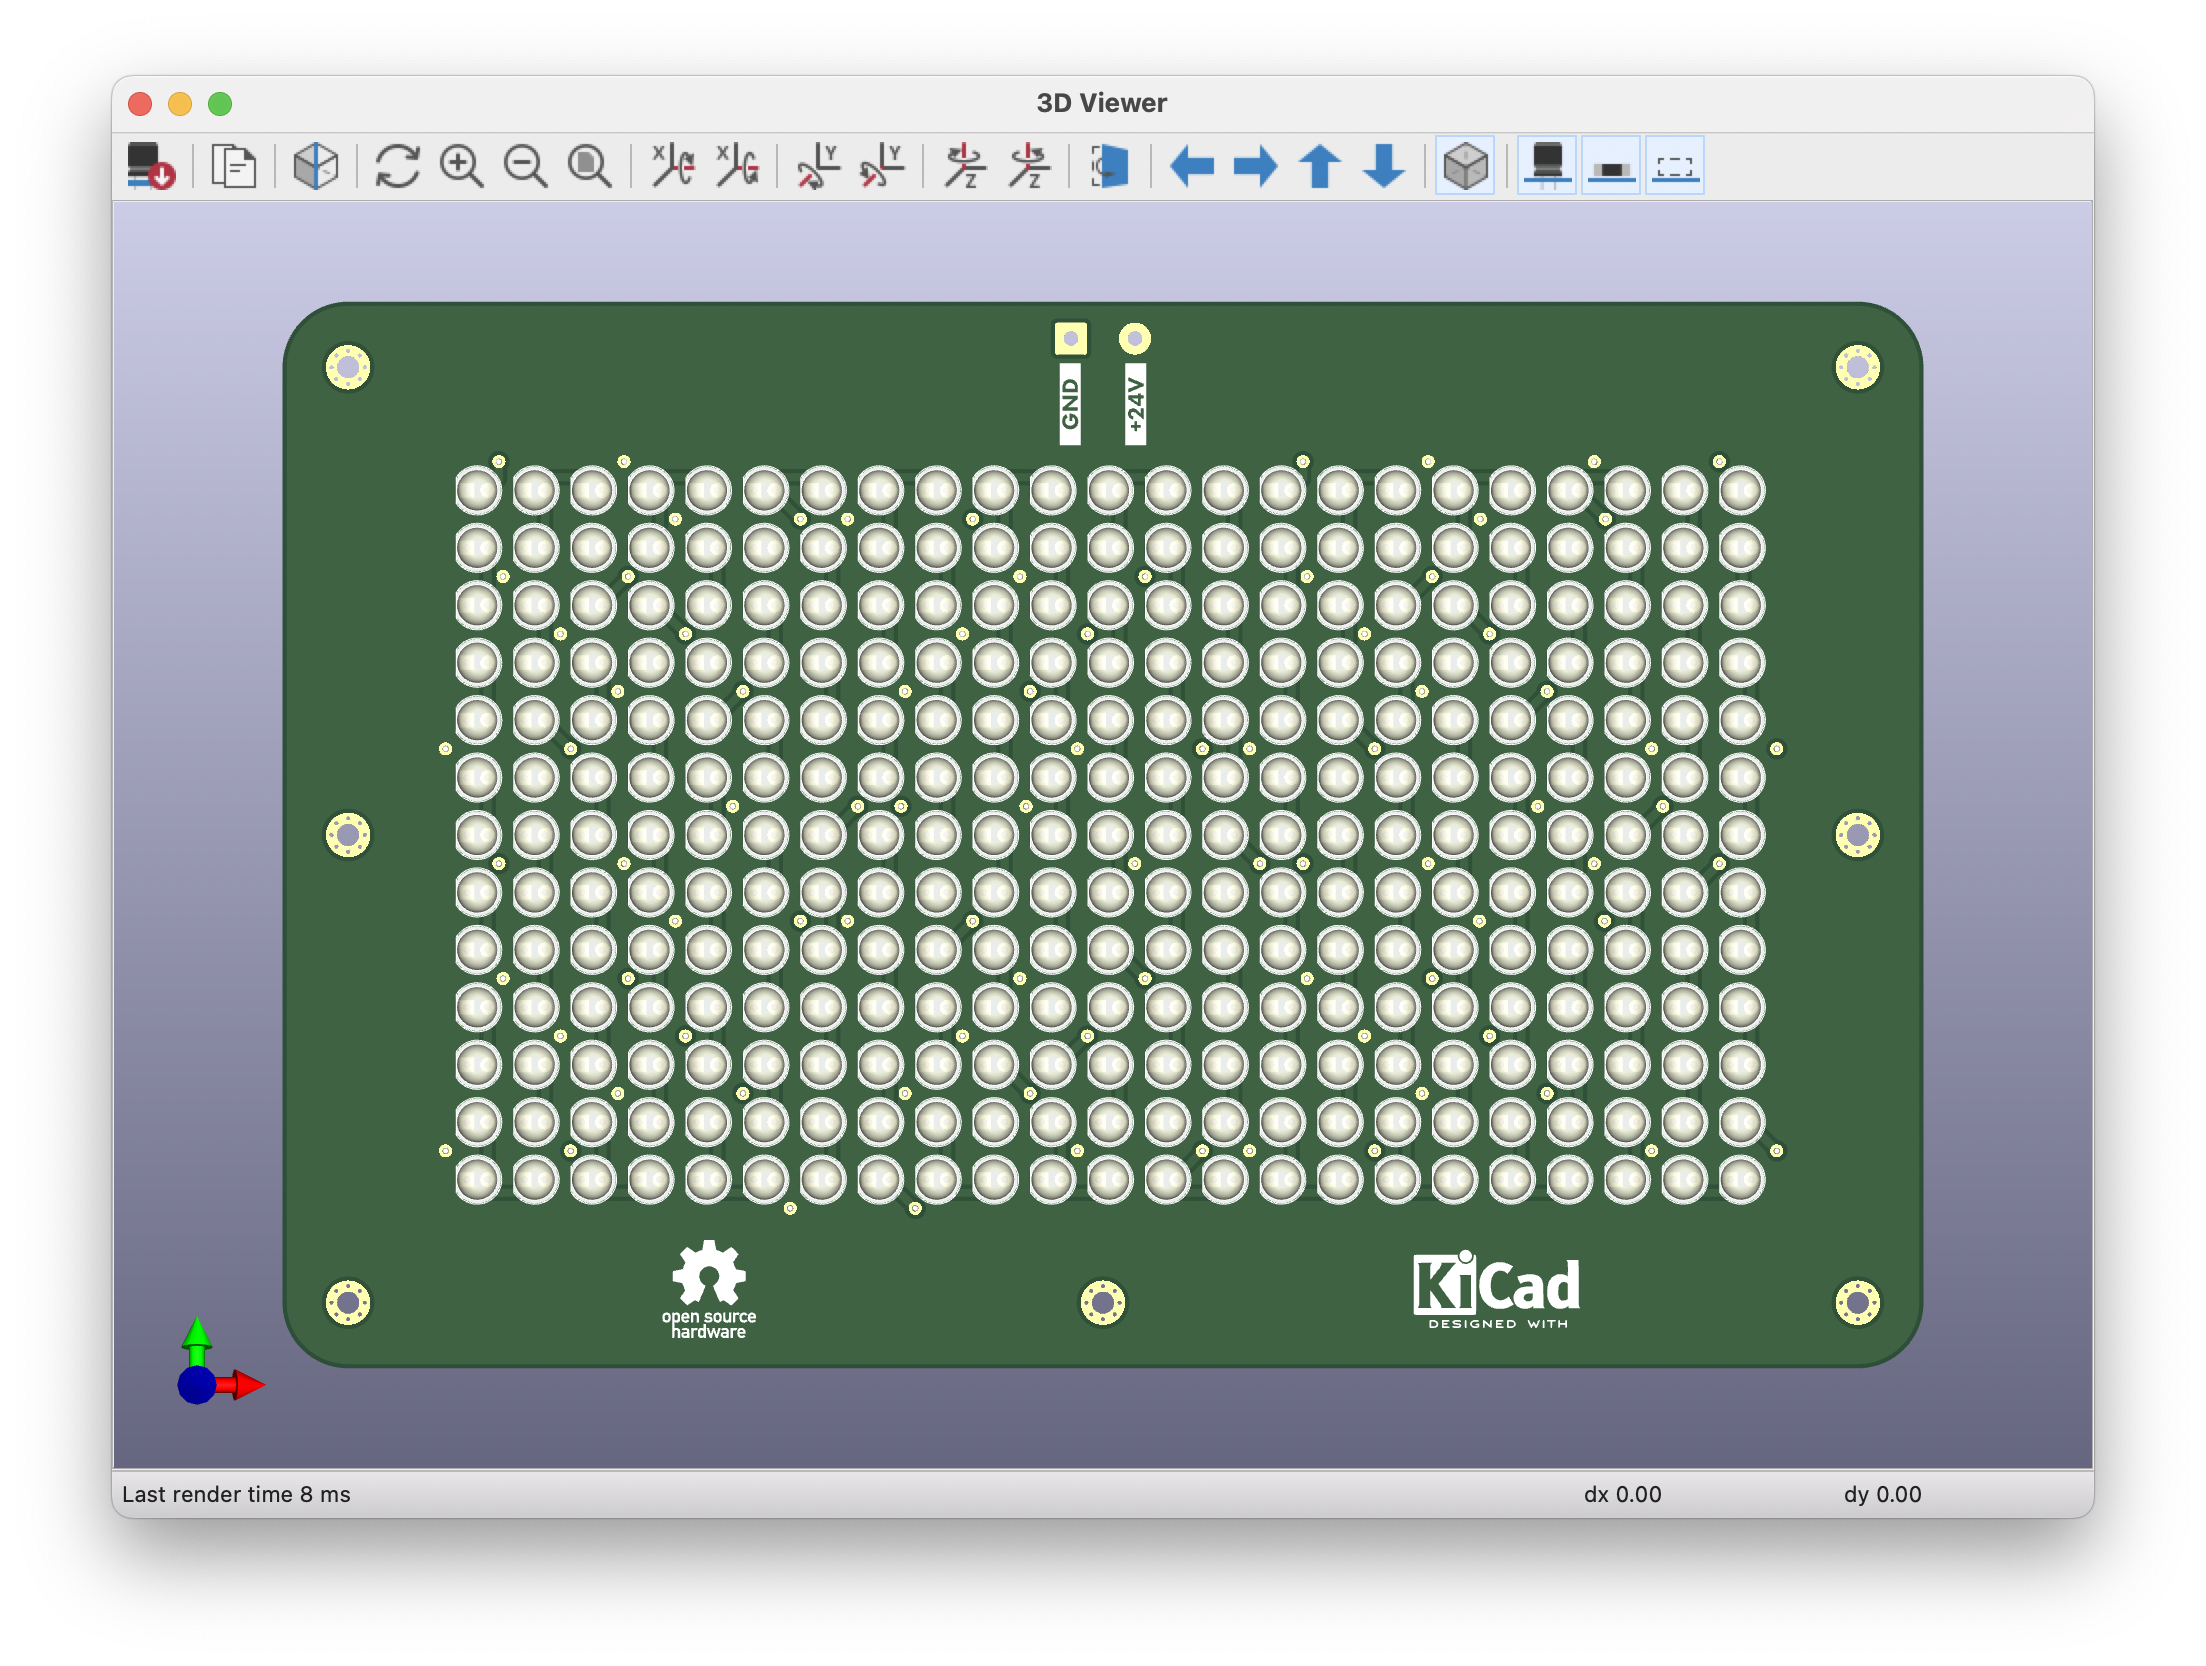 3D Viewer
X
X
Y
Y
Z
Z
GND
+24V
open source
hardware
KiCad
DESIGNED WITH
Last render time 8 ms
dx 0.00
dy 0.00